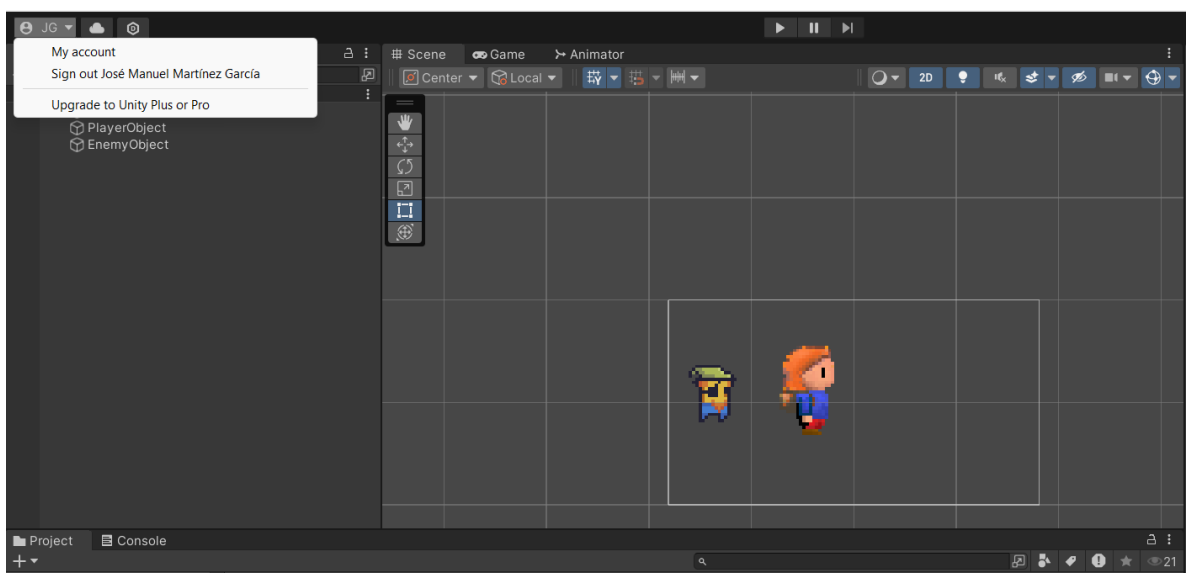 JG
My account
Sign out José Manuel Martínez García
Upgrade to Unity Plus or Pro
PlayerObject
EnemyObject
Scene Game Animator
Center Local 2D
Project Console
21